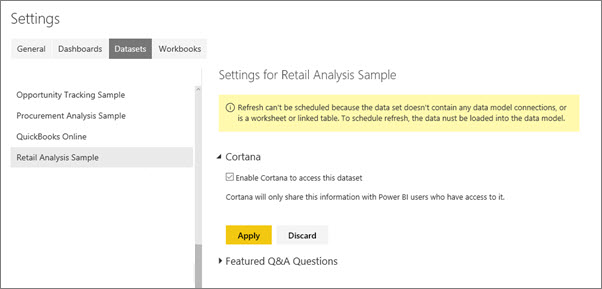 Settings
General Dashboards Datasets Workbooks
Opportunity Tracking Sample
Procurement Analysis Sample
QuickBooks Online
Retail Analysis Sample
Settings for Retail Analysis Sample
Refresh can't be scheduled because the data set doesn't contain any data model connections, or
is a worksheet or linked table. To schedule refresh, the data nust be loaded into the data model.
Cortana
Enable Cortana to access this dataset
Cortana will only share this information with Power BI users who have access to it.
Apply Discard
Featured Q&A Questions